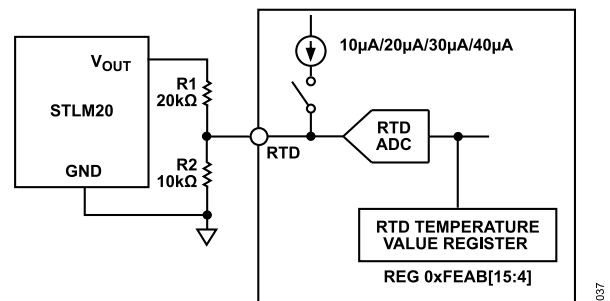 10µA/20µA/30µA/40µA
VOUT
R1
20kΩ
STLM20
RTD
ADC
RTD
R2
10kΩ
GND
RTD TEMPERATURE
VALUE REGISTER
REG 0xFEAB[15:4]
037